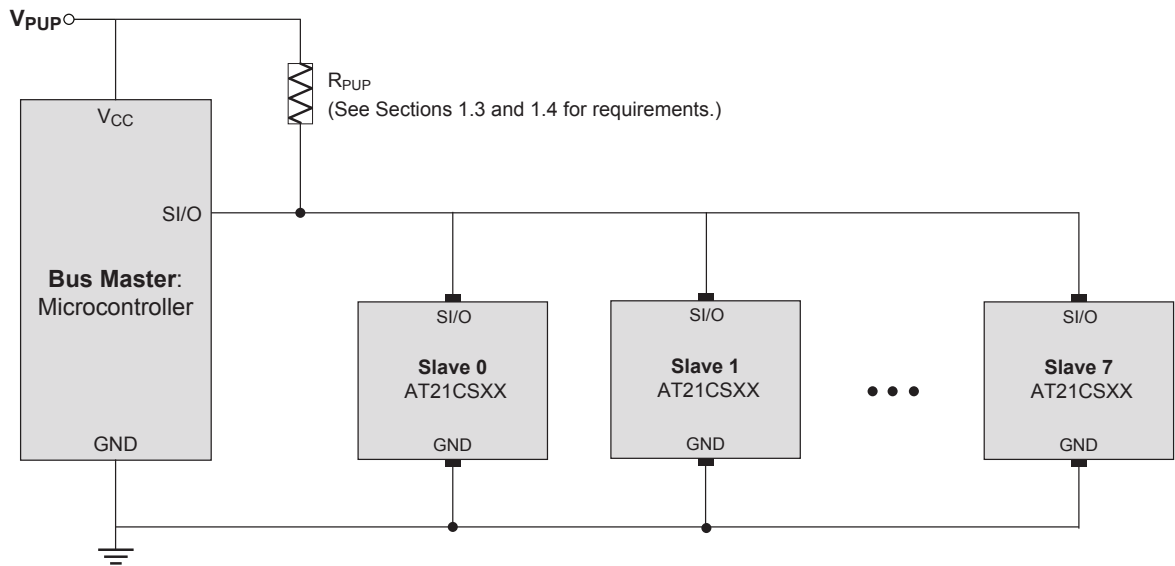 VPUP
RPUP
(See Sections 1.3 and 1.4 for requirements.)
VCC
SI/O
Bus Master:
Microcontroller
GND
SI/O
Slave 0
AT21CSXX
GND
SI/O
Slave 1
AT21CSXX
GND
SI/O
Slave 7
AT21CSXX
GND